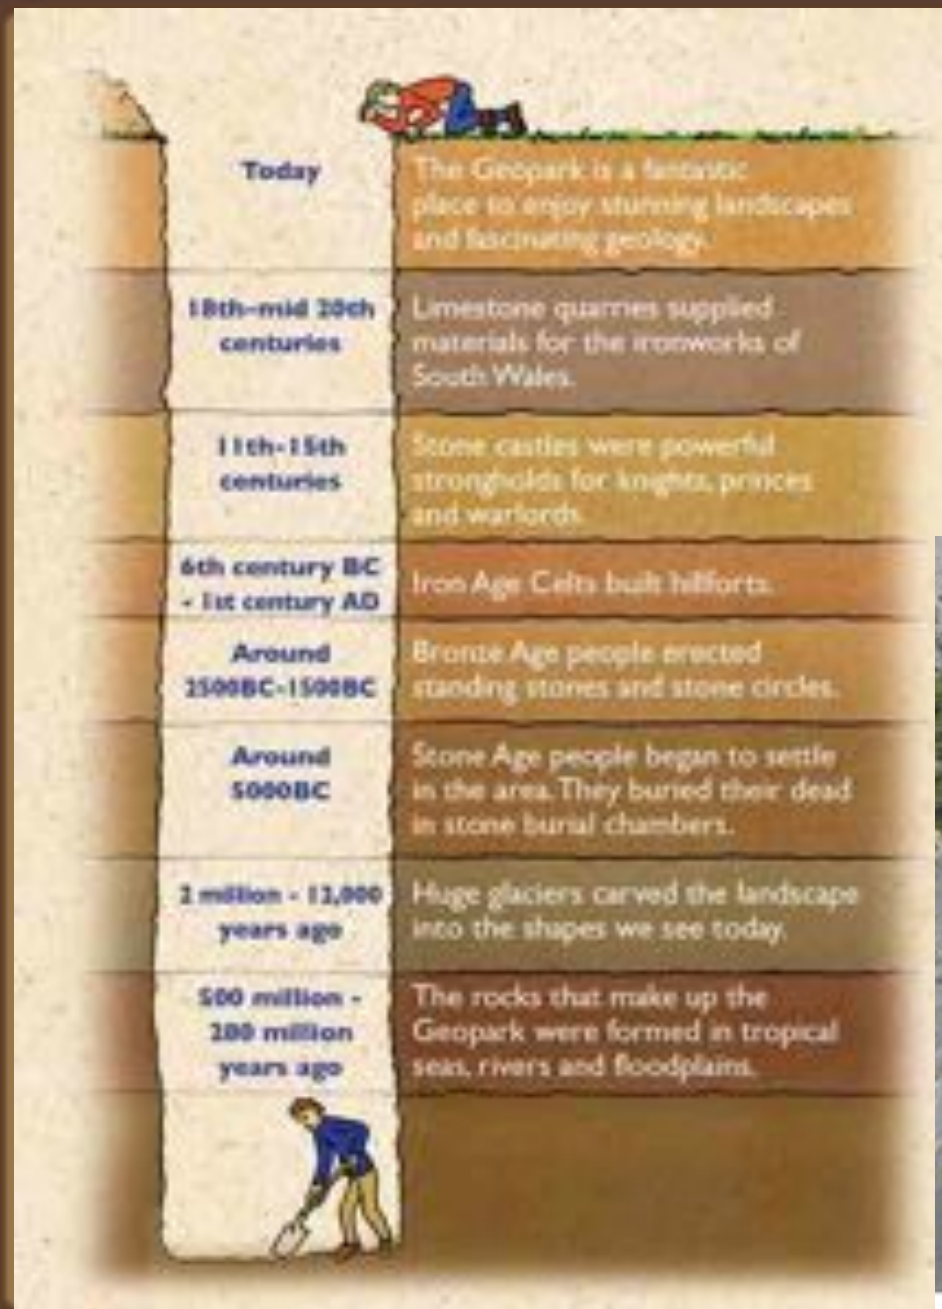 Today
The Geopark is a fantastic
place to enjoy stunning landscapes
and fascinating geology.
18th-mid 20th
centuries
Limestone quarries supplied
materials for the ironworks of
South Wales.
11th-15th
centuries
Stone castles were powerful
strongholds for knights, princes
and warlords.
6th century BC
- 1st century AD
Iron Age Celts built hillforts.
Around
2500BC-1500BC
Bronze Age people erected
standing stones and stone circles.
Around
5000BC
Stone Age people began to settle
in the area. They buried their dead
in stone burial chambers.
2 million - 12,000
years ago
Huge glaciers carved the landscape
into the shapes we see today.
500 million -
200 million
years ago
The rocks that make up the
Geopark were formed in tropical
seas, rivers and floodplains.